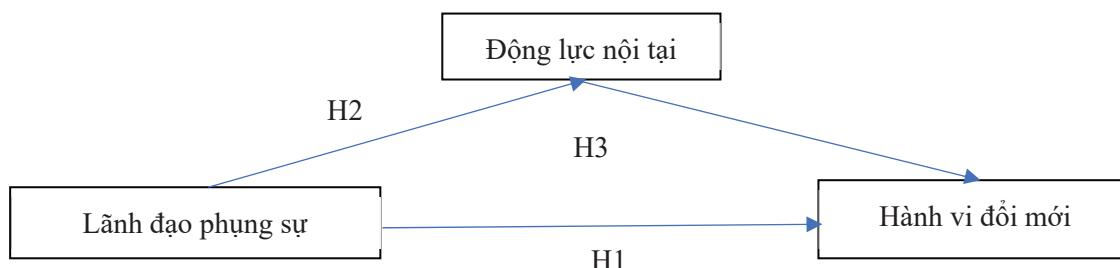 Động lực nội tại
H2
H3
Lãnh đạo phụng sự
Hành vi đổi mới
H1